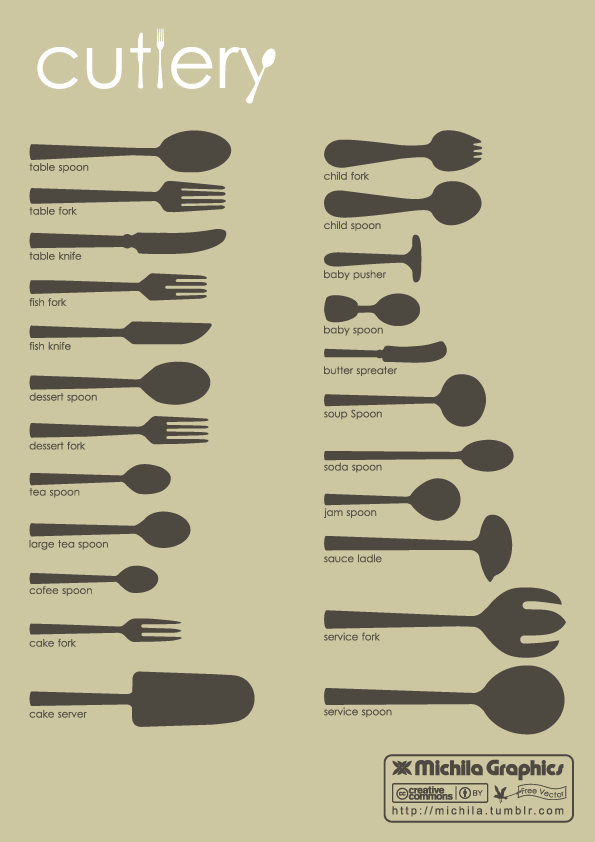 cutlery
table spoon
table fork
table knife
fish fork
fish knife
dessert spoon
dessert fork
tea spoon
large tea spoon
cofee spoon
cake fork
cake server
child fork
child spoon
baby pusher
baby spoon
butter spreater
soup Spoon
soda spoon
jam spoon
sauce ladle
service fork
service spoon
Michila Graphics
cc creative commons BY Free Vector
http://michila.tumblr.com